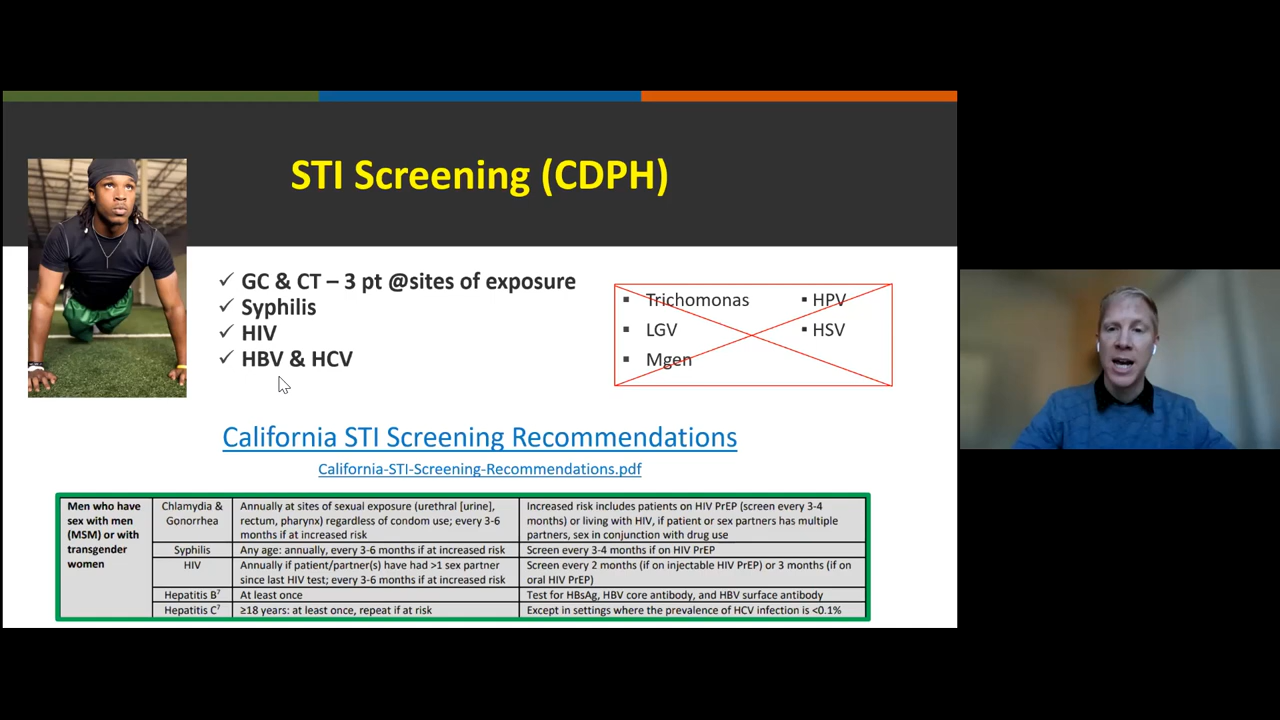 STI Screening (CDPH)
✓ GC & CT – 3 pt @sites of exposure
✓ Syphilis
✓ HIV
✓ HBV & HCV
▪ Trichomonas
▪ LGV
▪ Mgen
▪ HPV
▪ HSV
California STI Screening Recommendations
California-STI-Screening-Recommendations.pdf
Men who have
sex with men
(MSM) or with
transgender
women
Chlamydia &
Gonorrhea
Annually at sites of sexual exposure (urethral [urine],
rectum, pharynx) regardless of condom use; every 3-6
months if at increased risk
Increased risk includes patients on HIV PrEP (screen every 3-4
months) or living with HIV, if patient or sex partners has multiple
partners, sex in conjunction with drug use
Syphilis
Any age: annually, every 3-6 months if at increased risk
Screen every 3-4 months if on HIV PrEP
HIV
Annually if patient/partner(s) have had >1 sex partner
since last HIV test; every 3-6 months if at increased risk
Screen every 2 months (if on injectable HIV PrEP) or 3 months (if on
oral HIV PrEP)
Hepatitis B⁷
At least once
Test for HBsAg, HBV core antibody, and HBV surface antibody
Hepatitis C⁷
≥18 years: at least once, repeat if at risk
Except in settings where the prevalence of HCV infection is <0.1%